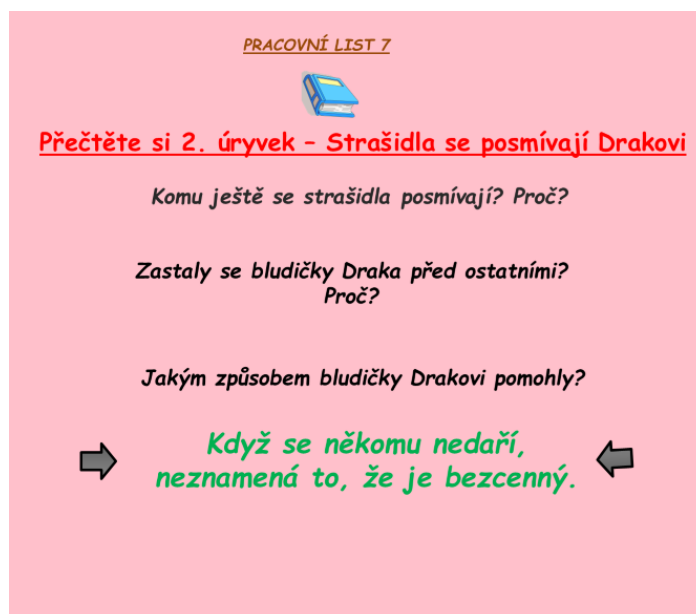 PRACOVNÍ LIST 7
Přečtěte si 2. úryvek – Strašidla se posmívají Drakovi
Komu ještě se strašidla posmívají? Proč?
Zastaly se bludičky Draka před ostatními?
Proč?
Jakým způsobem bludičky Drakovi pomohly?
Když se někomu nedaří,
neznamená to, že je bezcenný.